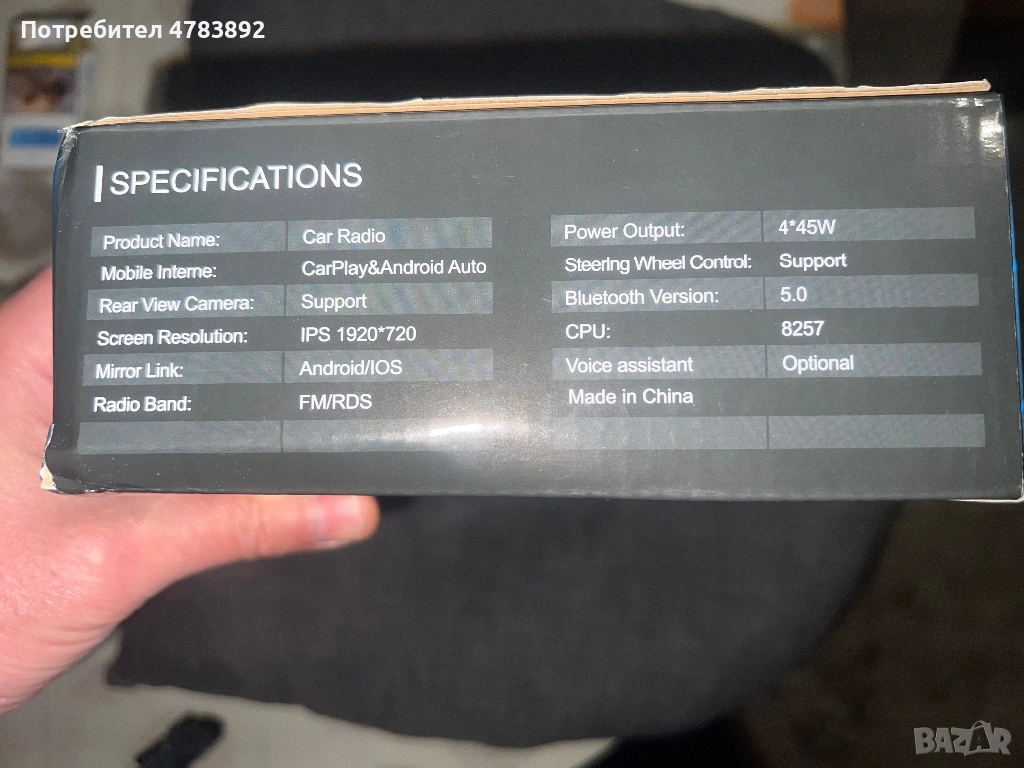 Потребител 4783892
SPECIFICATIONS
Product Name: Car Radio
Mobile Interne: CarPlay&Android Auto
Rear View Camera: Support
Screen Resolution: IPS 1920*720
Mirror Link: Android/IOS
Radio Band: FM/RDS
Power Output: 4*45W
Steering Wheel Control: Support
Bluetooth Version: 5.0
CPU: 8257
Voice assistant Optional
Made in China
BAZAR